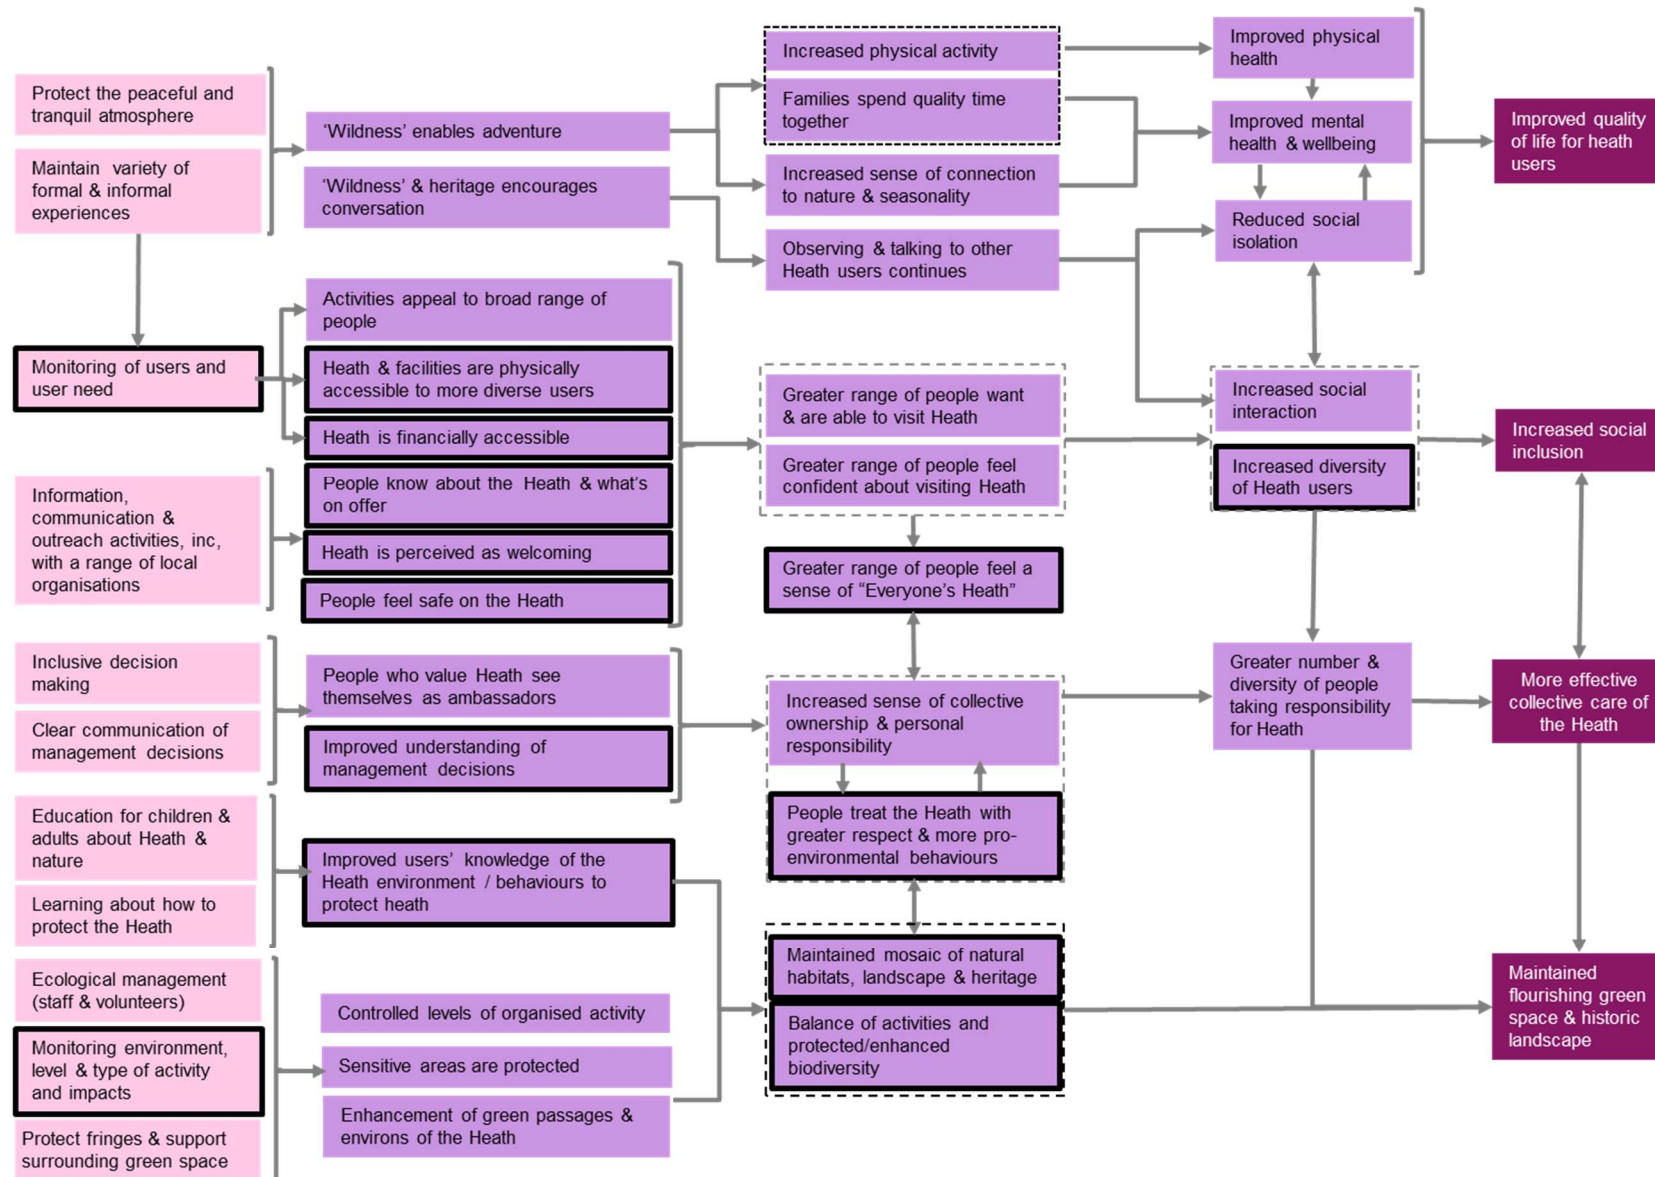 Protect the peaceful and
tranquil atmosphere
Maintain variety of
formal & informal
experiences
Monitoring of users and
user need
Information,
communication &
outreach activities, inc,
with a range of local
organisations
Inclusive decision
making
Clear communication of
management decisions
Education for children &
adults about Heath &
nature
Learning about how to
protect the Heath
Ecological management
(staff & volunteers)
Monitoring environment,
level & type of activity
and impacts
Protect fringes & support
surrounding green space
‘Wildness’ enables adventure
‘Wildness’ & heritage encourages
conversation
Activities appeal to broad range of
people
Heath & facilities are physically
accessible to more diverse users
Heath is financially accessible
People know about the Heath & what’s
on offer
Heath is perceived as welcoming
People feel safe on the Heath
People who value Heath see
themselves as ambassadors
Improved understanding of
management decisions
Improved users’ knowledge of the
Heath environment / behaviours to
protect heath
Controlled levels of organised activity
Sensitive areas are protected
Enhancement of green passages &
environs of the Heath
Increased physical activity
Families spend quality time
together
Increased sense of connection
to nature & seasonality
Observing & talking to other
Heath users continues
Greater range of people want
& are able to visit Heath
Greater range of people feel
confident about visiting Heath
Greater range of people feel a
sense of “Everyone’s Heath”
Increased sense of collective
ownership & personal
responsibility
People treat the Heath with
greater respect & more pro-
environmental behaviours
Maintained mosaic of natural
habitats, landscape & heritage
Balance of activities and
protected/enhanced
biodiversity
Improved physical
health
Improved mental
health & wellbeing
Reduced social
isolation
Increased social
interaction
Increased diversity
of Heath users
Greater number &
diversity of people
taking responsibility
for Heath
Improved quality
of life for heath
users
Increased social
inclusion
More effective
collective care of
the Heath
Maintained
flourishing green
space & historic
landscape